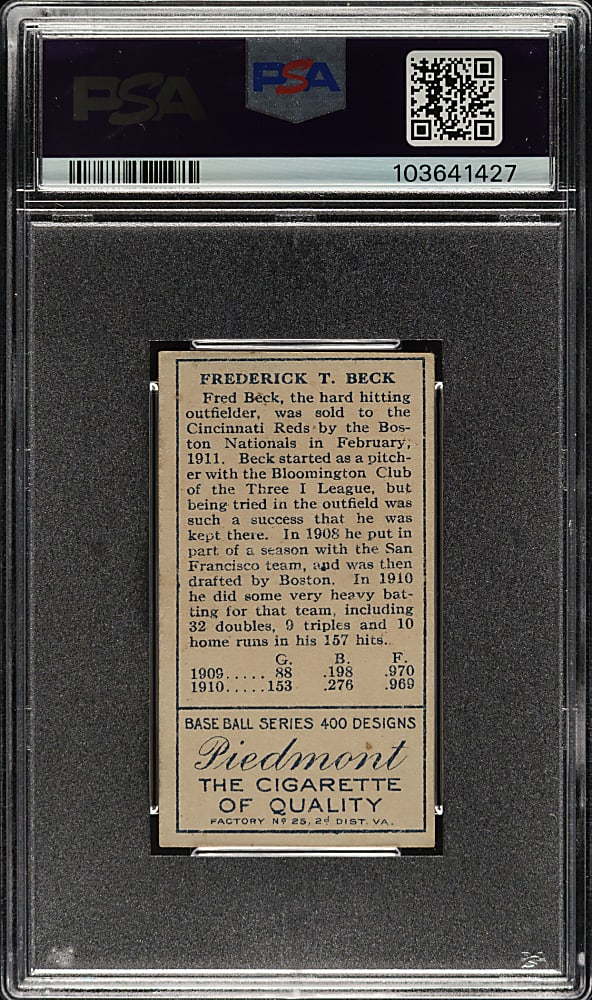 PSA
PSA
103641427
FREDERICK T. BECK
Fred Beck, the hard hitting
outfielder, was sold to the
Cincinnati Reds by the Bos-
ton Nationals in February,
1911. Beck started as a pitch-
er with the Bloomington Club
of the Three I League, but
being tried in the outfield was
such a success that he was
kept there. In 1908 he put in
part of a season with the San
Francisco team, and was then
drafted by Boston. In 1910
he did some very heavy bat-
ting for that team, including
32 doubles, 9 triples and 10
home runs in his 157 hits.
G. B. F.
1909..... 88 .198 .970
1910.....153 .276 .969
BASE BALL SERIES 400 DESIGNS
Piedmont
THE CIGARETTE
OF QUALITY
FACTORY Nº 25, 2d DIST. VA.
PSA